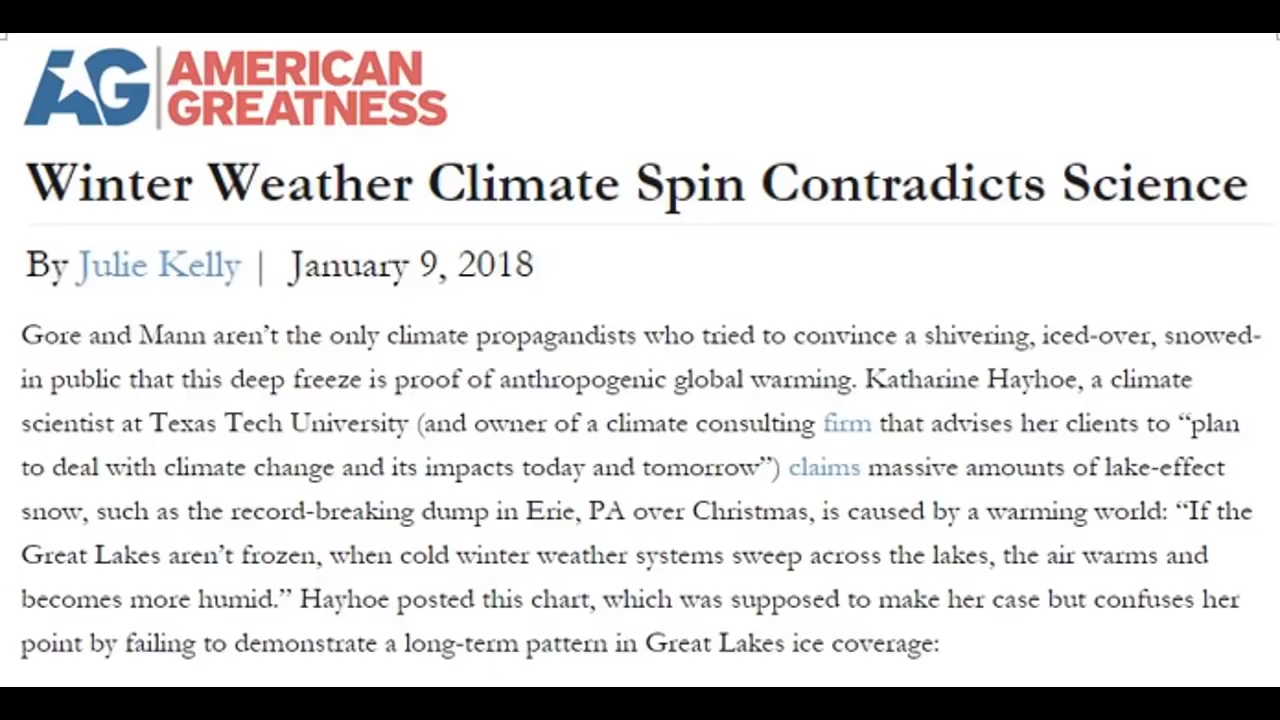 AG AMERICAN
GREATNESS
Winter Weather Climate Spin Contradicts Science
By Julie Kelly | January 9, 2018
Gore and Mann aren’t the only climate propagandists who tried to convince a shivering, iced-over, snowed-
in public that this deep freeze is proof of anthropogenic global warming. Katharine Hayhoe, a climate
scientist at Texas Tech University (and owner of a climate consulting firm that advises her clients to “plan
to deal with climate change and its impacts today and tomorrow”) claims massive amounts of lake-effect
snow, such as the record-breaking dump in Erie, PA over Christmas, is caused by a warming world: “If the
Great Lakes aren’t frozen, when cold winter weather systems sweep across the lakes, the air warms and
becomes more humid.” Hayhoe posted this chart, which was supposed to make her case but confuses her
point by failing to demonstrate a long-term pattern in Great Lakes ice coverage: